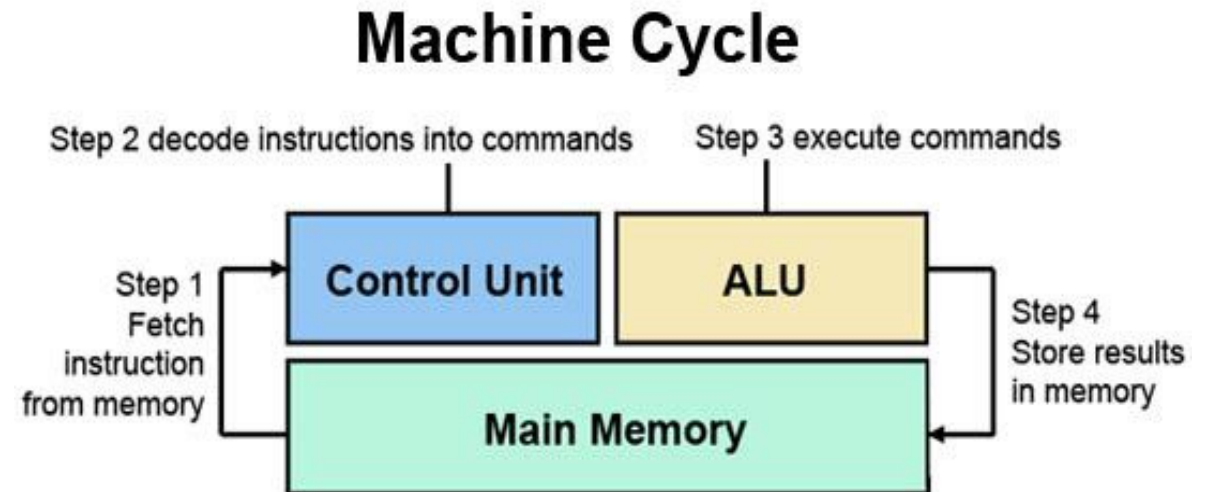 Machine Cycle
Step 2 decode instructions into commands
Step 3 execute commands
Control Unit
ALU
Step 1
Fetch
instruction
from memory
Step 4
Store results
in memory
Main Memory